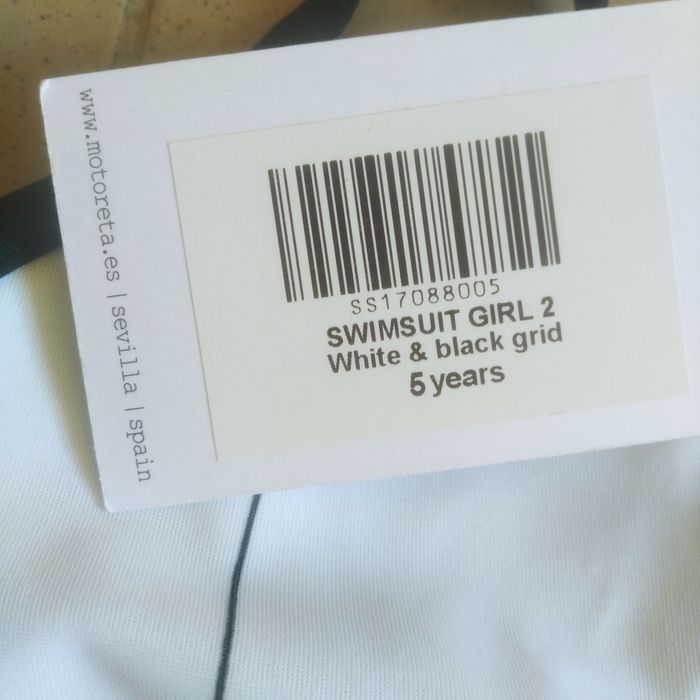 www.motoreta.es | sevilla | spain
SS17088005
SWIMSUIT GIRL 2
White & black grid
5 years